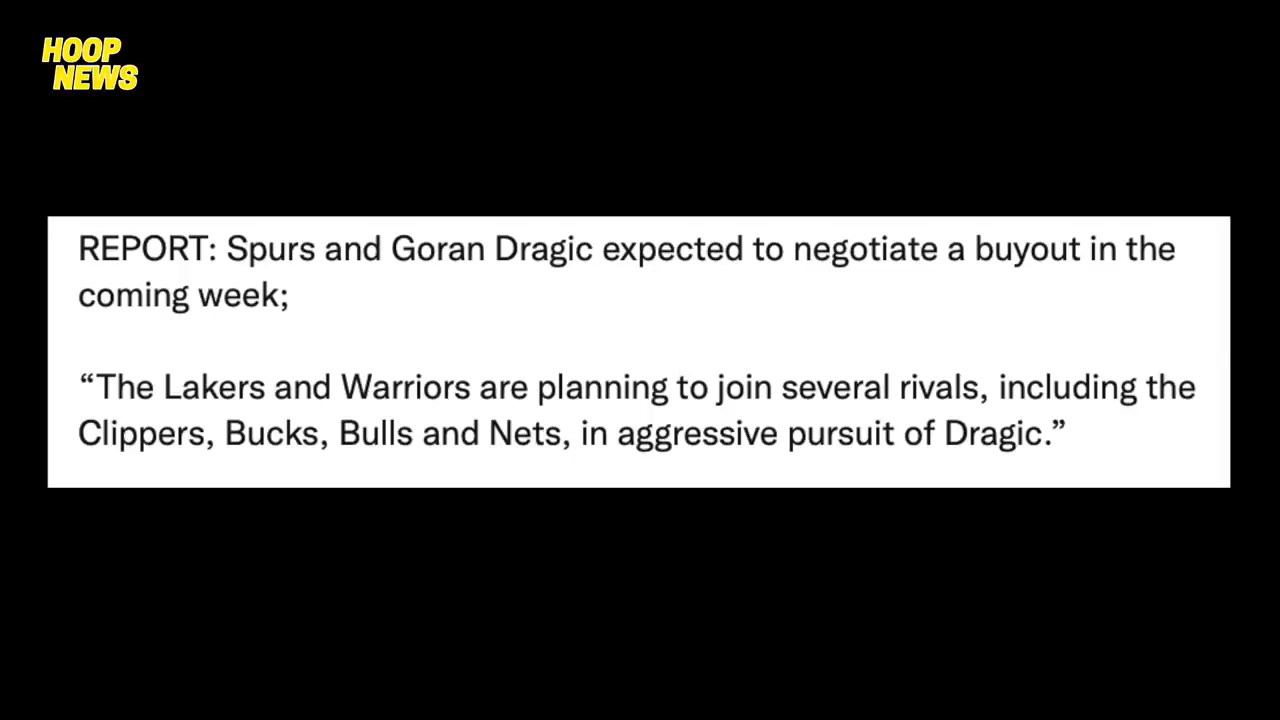 HOOP
NEWS
REPORT: Spurs and Goran Dragic expected to negotiate a buyout in the
coming week;
“The Lakers and Warriors are planning to join several rivals, including the
Clippers, Bucks, Bulls and Nets, in aggressive pursuit of Dragic.”